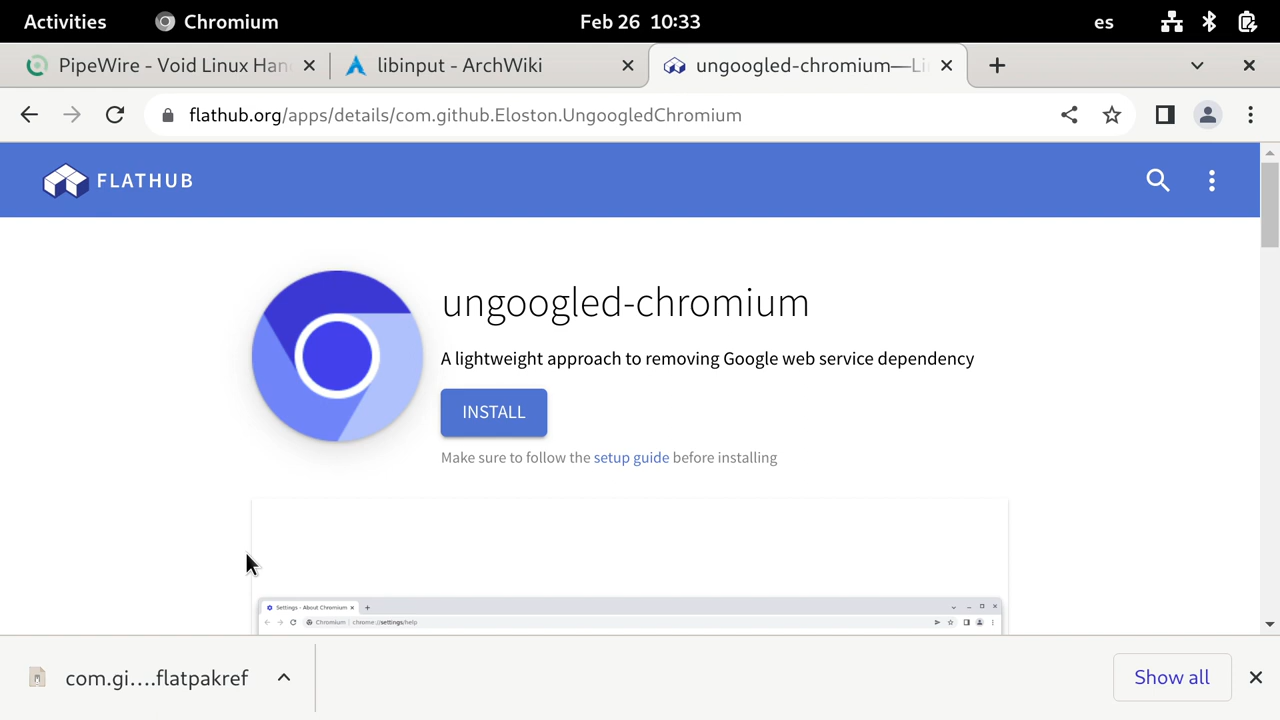 Activities Chromium Feb 26 10:33 es
PipeWire - Void Linux Han libinput - ArchWiki ungoogled-chromium—Li
flathub.org/apps/details/com.github.Eloston.UngoogledChromium
FLATHUB
ungoogled-chromium
A lightweight approach to removing Google web service dependency
INSTALL
Make sure to follow the setup guide before installing
Settings - About Chromium
Chromium chrome://settings/help
com.gi....flatpakref Show all